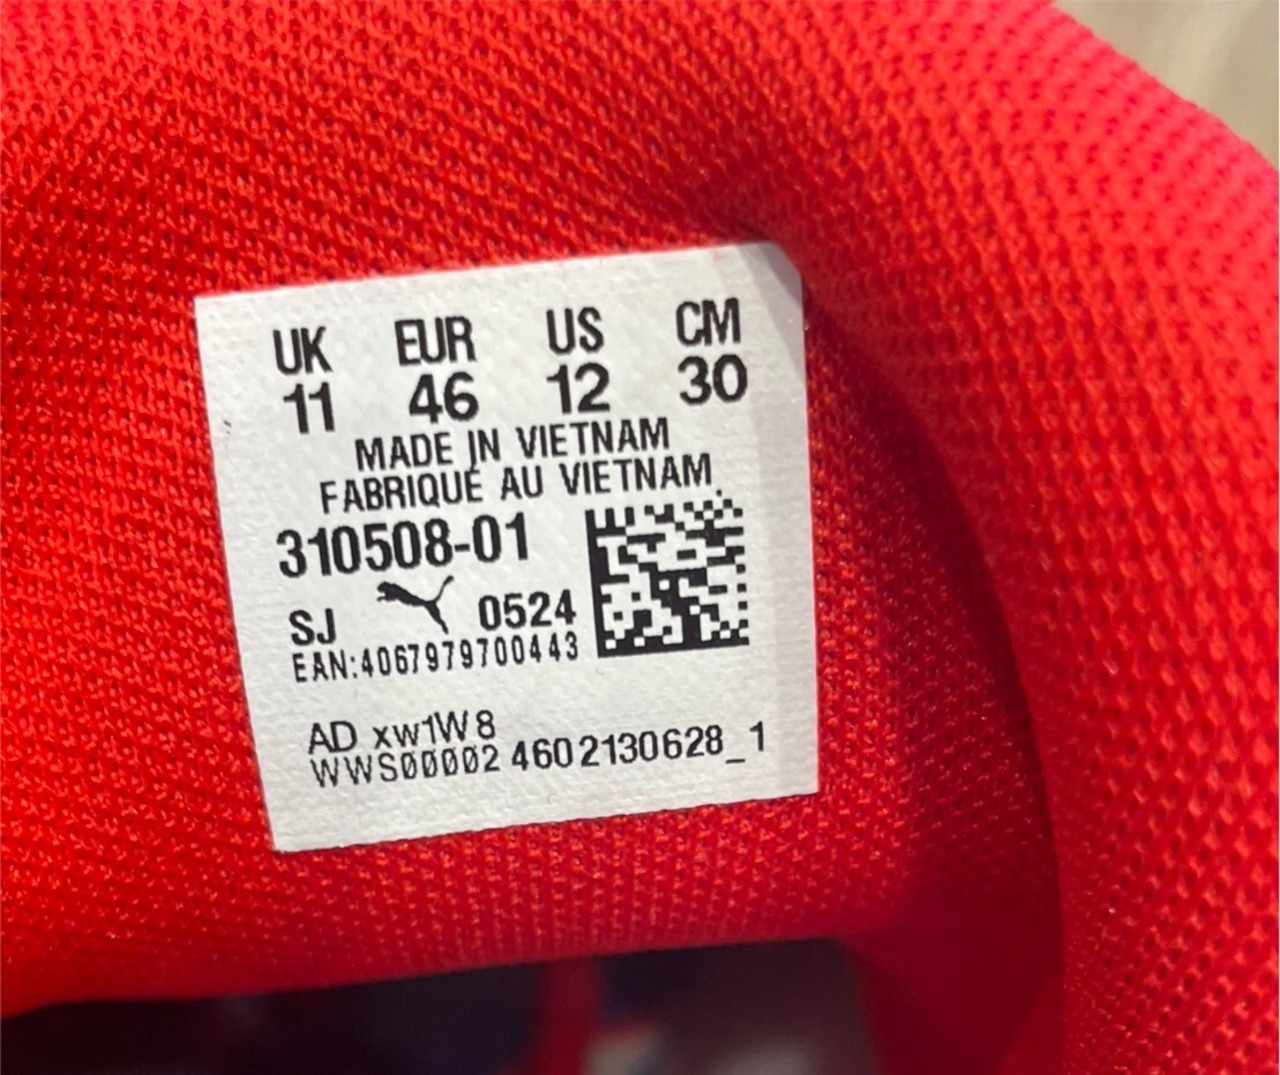 UK EUR US CM
11 46 12 30
MADE IN VIETNAM
FABRIQUÉ AU VIETNAM
310508-01
SJ 0524
EAN:4067979700443
AD xw1W8
WWS00002 4602130628_1